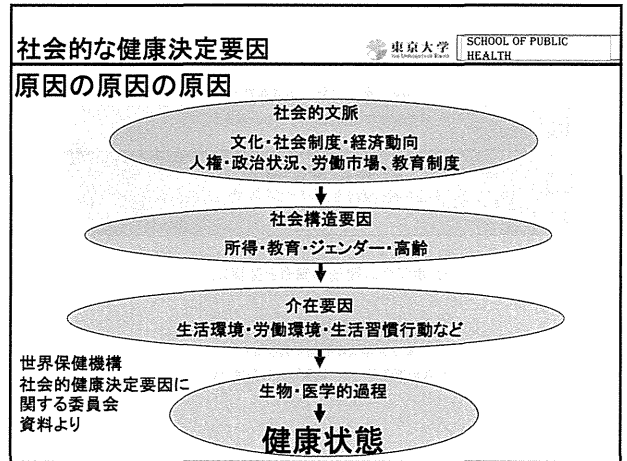 社会的な健康決定要因
東京大学
SCHOOL OF PUBLIC
HEALTH
原因の原因の原因
社会的文脈
文化・社会制度・経済動向
人権・政治状況、労働市場、教育制度
社会構造要因
所得・教育・ジェンダー・高齢
介在要因
生活環境・労働環境・生活習慣行動など
世界保健機構
社会的健康決定要因に
関する委員会
資料より
生物・医学的過程
健康状態